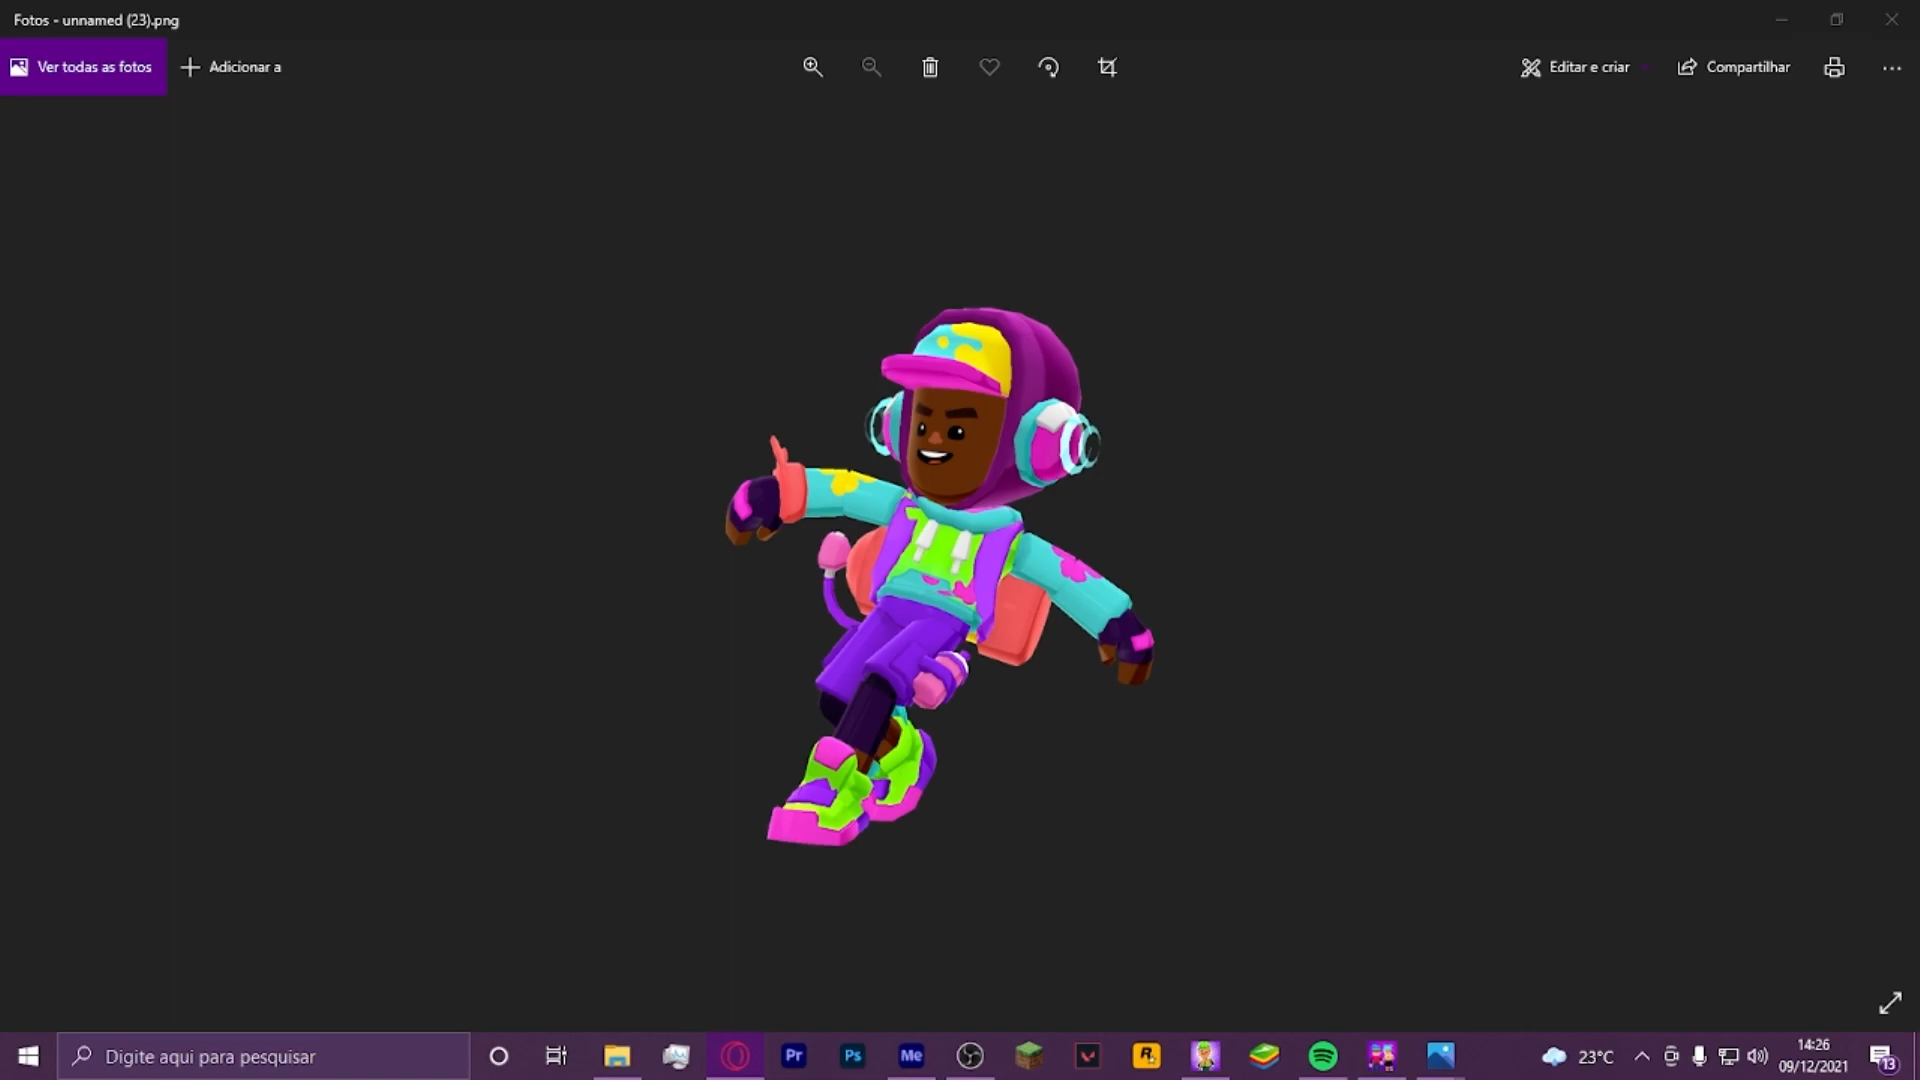 Fotos - unnamed (23).png
Ver todas as fotos
Adicionar a
Editar e criar
Compartilhar
Digite aqui para pesquisar
Pr
Ps
Me
R
23°C
14:26
09/12/2021
13